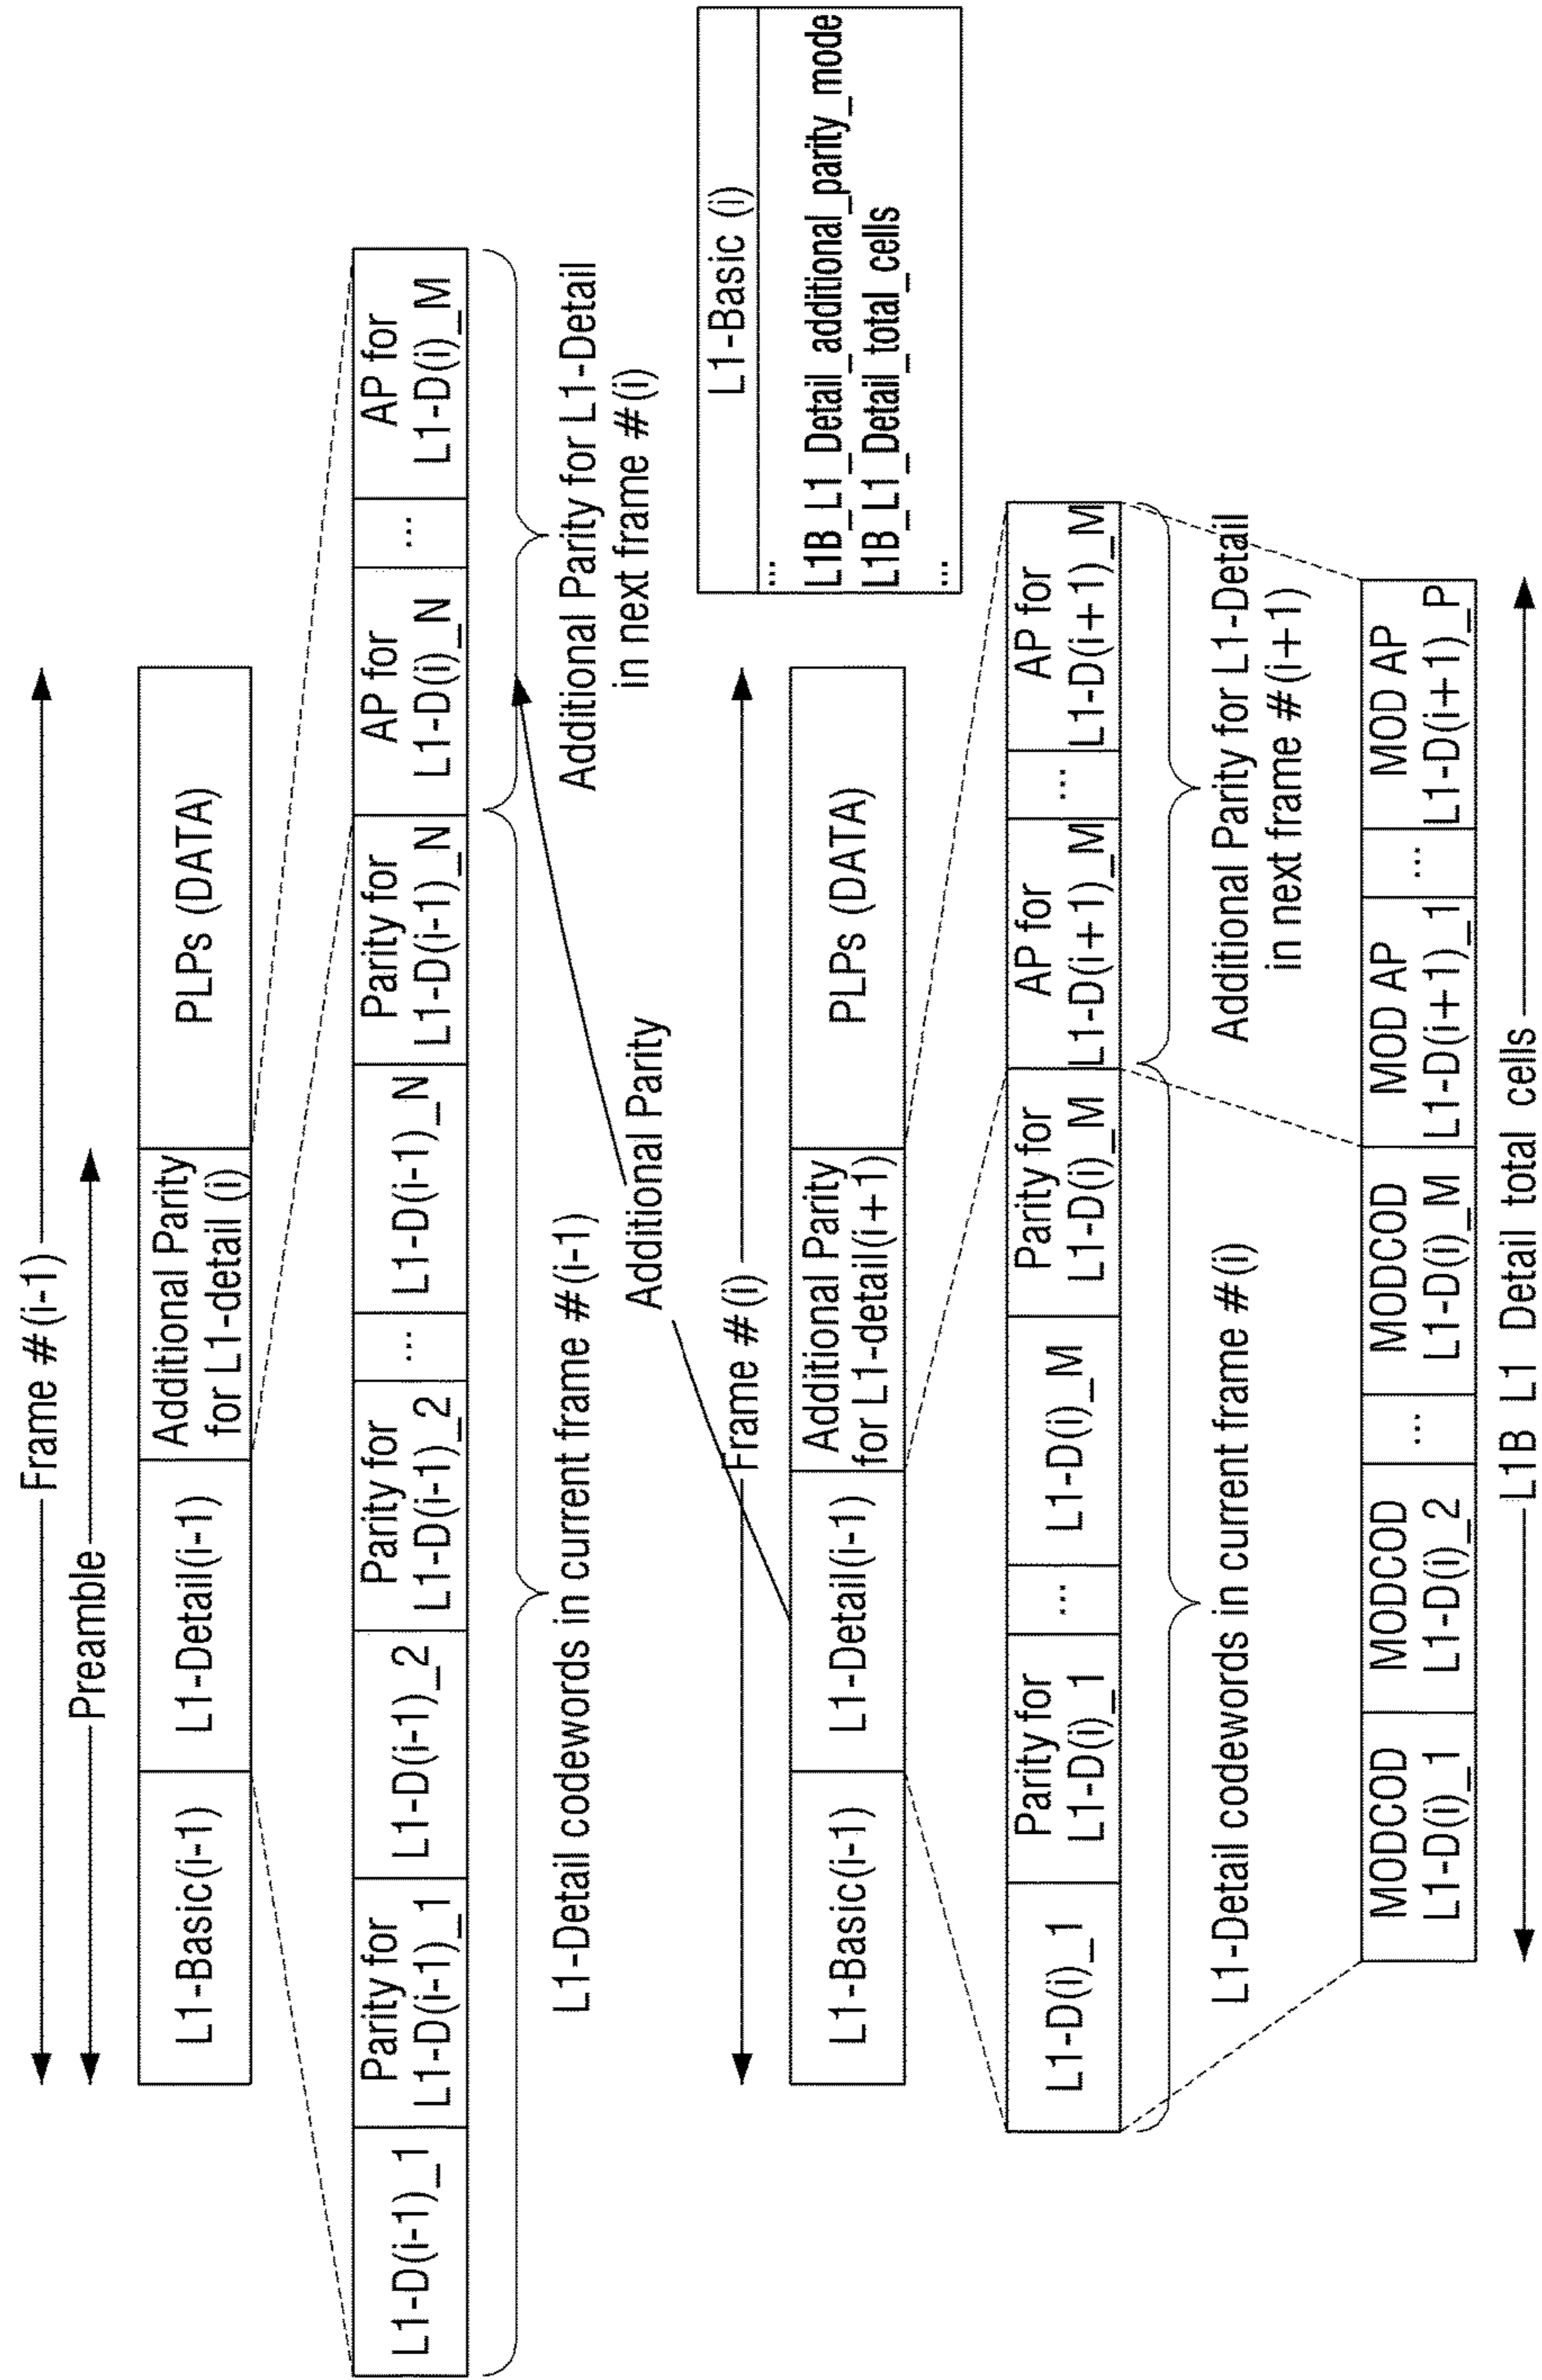 Frame #(i-1)
Preamble
L1-Basic(i-1)
L1-Detail(i-1)
Additional Parity
for L1-detail (i)
PLPs (DATA)
L1-D(i-1)_1
Parity for
L1-D(i-1)_1
L1-D(i-1)_2
Parity for
L1-D(i-1)_2
...
L1-D(i-1)_N
Parity for
L1-D(i-1)_N
AP for
L1-D(i)_N
...
AP for
L1-D(i)_M
L1-Detail codewords in current frame #(i-1)
Additional Parity for L1-Detail
in next frame #(i)
Additional Parity
L1-Basic (i)
...
L1B_L1_Detail_additional_parity_mode
L1B_L1_Detail_total_cells
...
Frame #(i)
L1-Basic(i-1)
L1-Detail(i-1)
Additional Parity
for L1-detail(i+1)
PLPs (DATA)
L1-D(i)_1
Parity for
L1-D(i)_1
...
L1-D(i)_M
Parity for
L1-D(i)_M
AP for
L1-D(i+1)_M
...
AP for
L1-D(i+1)_M
L1-Detail codewords in current frame #(i)
Additional Parity for L1-Detail
in next frame #(i+1)
MODCOD
L1-D(i)_1
MODCOD
L1-D(i)_2
...
MODCOD
L1-D(i)_M
MOD AP
L1-D(i+1)_1
...
MOD AP
L1-D(i+1)_P
L1B L1 Detail total cells